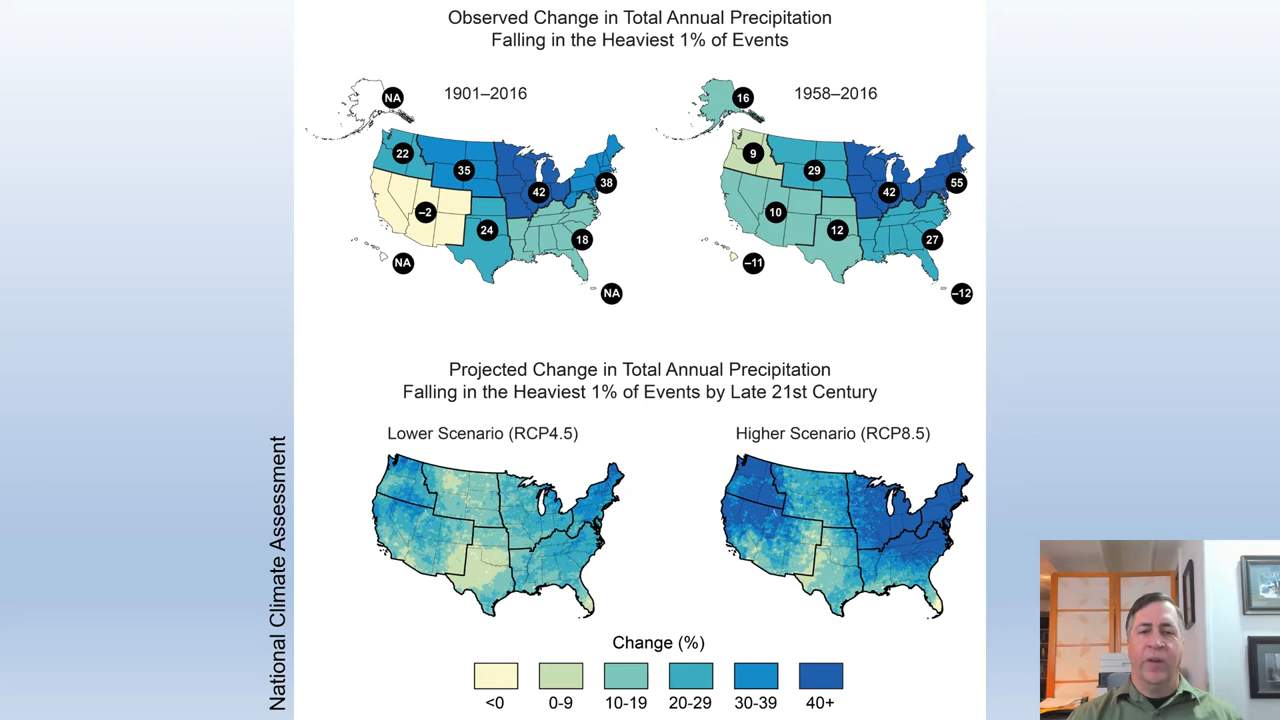 Observed Change in Total Annual Precipitation
Falling in the Heaviest 1% of Events
1901–2016
NA
22
35
42
38
–2
24
18
NA
NA
1958–2016
16
9
29
42
55
10
12
27
–11
–12
Projected Change in Total Annual Precipitation
Falling in the Heaviest 1% of Events by Late 21st Century
Lower Scenario (RCP4.5)
Higher Scenario (RCP8.5)
Change (%)
<0
0-9
10-19
20-29
30-39
40+
National Climate Assessment